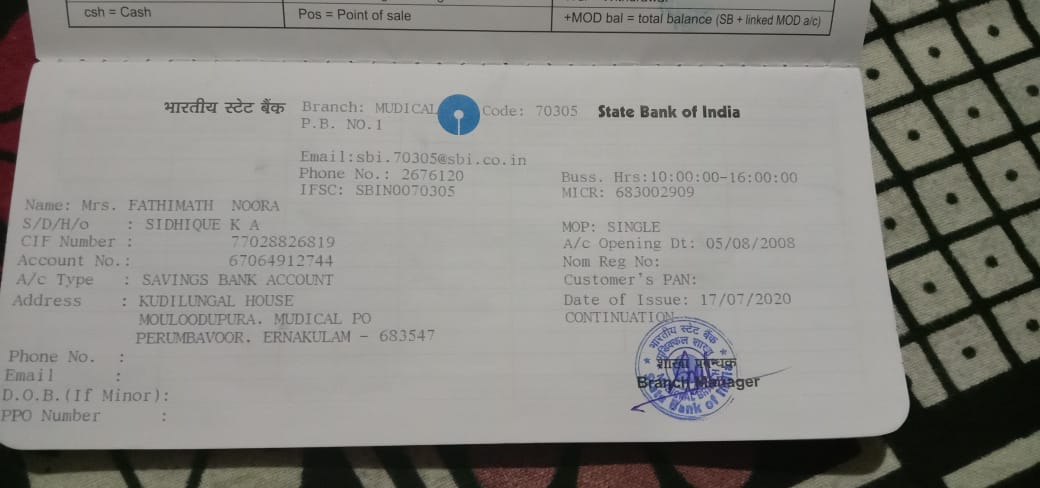 csh = Cash
Pos = Point of sale
+MOD bal = total balance (SB + linked MOD a/c)
भारतीय स्टेट बैंक Branch: MUDICAL Code: 70305 State Bank of India
P.B. NO.1
Email:sbi.70305@sbi.co.in
Phone No.: 2676120 Buss. Hrs:10:00:00-16:00:00
IFSC: SBIN0070305 MICR: 683002909
Name: Mrs. FATHIMATH NOORA
S/D/H/o : SIDHIQUE K A MOP: SINGLE
CIF Number : 77028826819 A/c Opening Dt: 05/08/2008
Account No.: 67064912744 Nom Reg No:
A/c Type : SAVINGS BANK ACCOUNT Customer's PAN:
Address : KUDILUNGAL HOUSE Date of Issue: 17/07/2020
MOULOODUPURA. MUDICAL PO CONTINUATION
PERUMBAVOOR. ERNAKULAM - 683547
Phone No. :
Email :
D.O.B.(If Minor):
PPO Number :
भारतीय स्टेट बैंक
शाखा प्रबन्धक
Branch Manager
State Bank of India